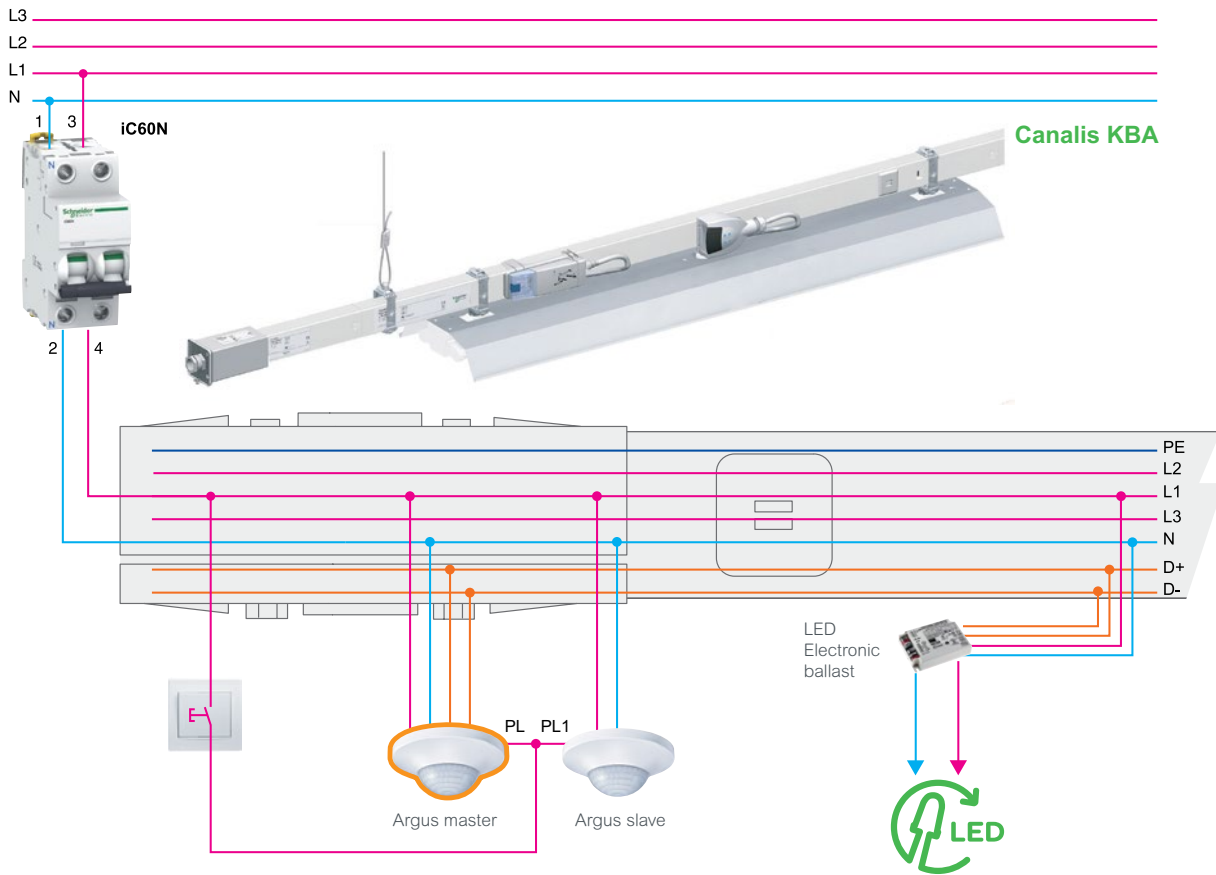 L3
L2
L1
N
1 3
iC60N
Canalis KBA
N
Schneider
N
2 4
PE
L2
L1
L3
N
D+
D-
LED
Electronic
ballast
PL PL1
Argus master
Argus slave
LED